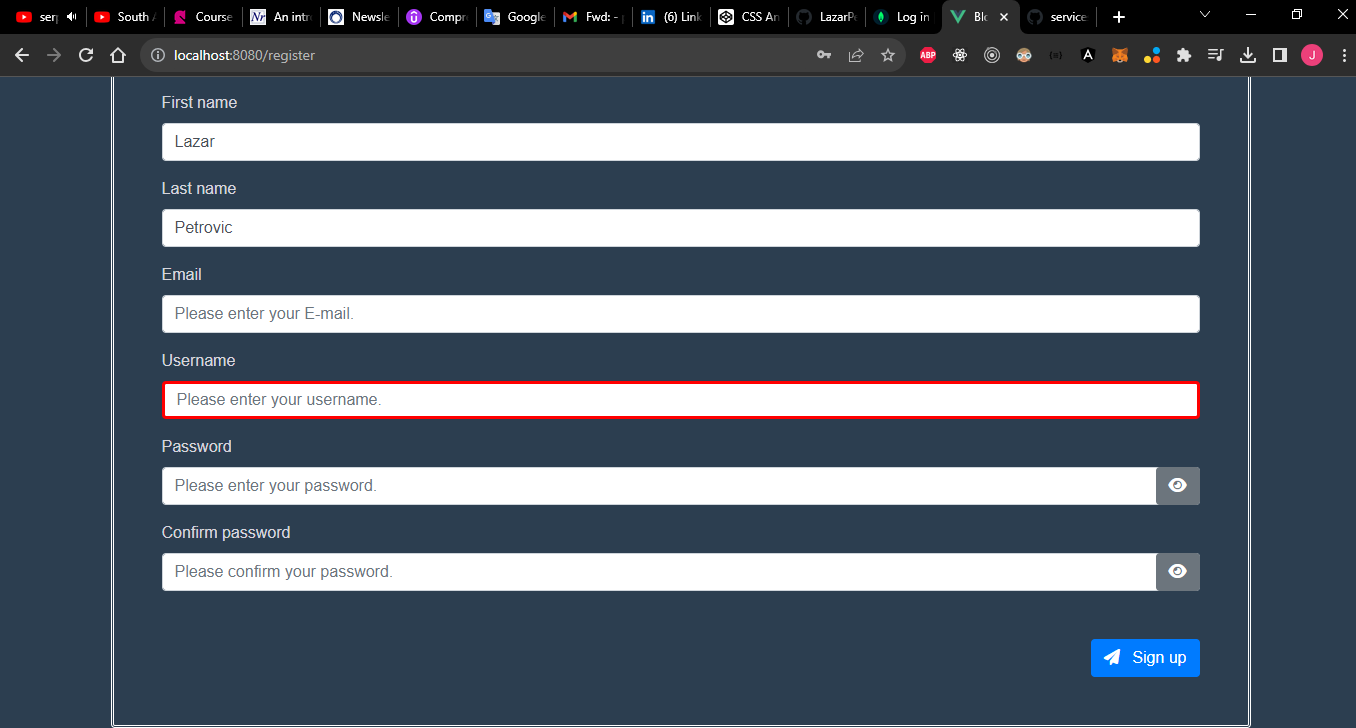 ser South A Course Nr An intr Newsle Compr Google Fwd: - in (6) Link CSS An LazarPe Log in Blo service
localhost:8080/register ABP A J
First name
Lazar
Last name
Petrovic
Email
Please enter your E-mail.
Username
Please enter your username.
Password
Please enter your password.
Confirm password
Please confirm your password.
Sign up